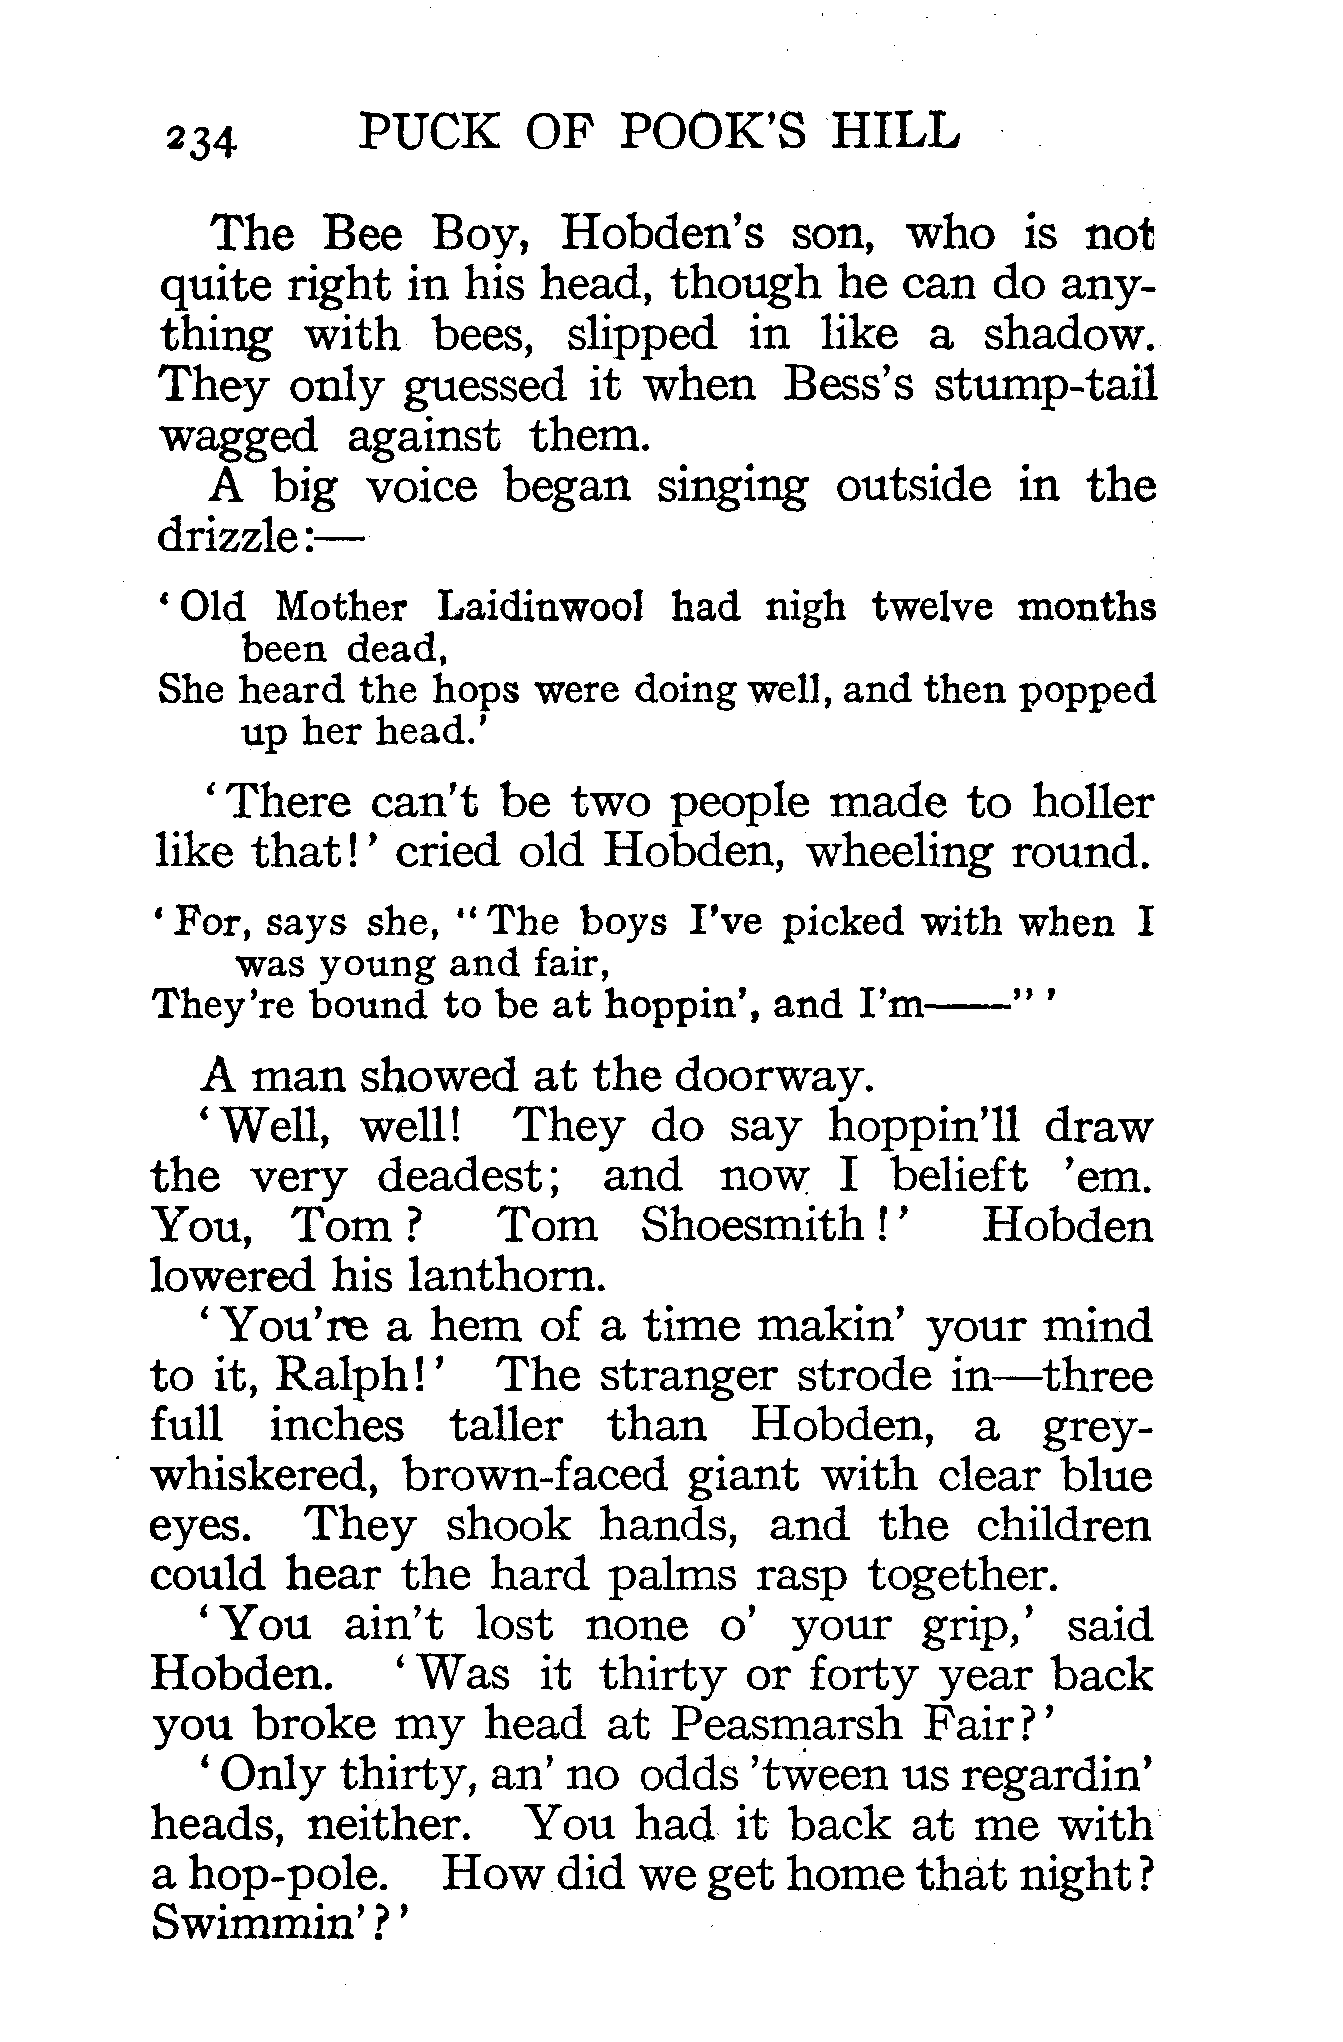 234 PUCK OF POOK'S HILL
The Bee Boy, Hobden's son, who is not
quite right in his head, though he can do any-
thing with bees, slipped in like a shadow.
They only guessed it when Bess's stump-tail
wagged against them.
A big voice began singing outside in the
drizzle:—
‘Old Mother Laidinwool had nigh twelve months
been dead,
She heard the hops were doing well, and then popped
up her head.’
‘There can't be two people made to holler
like that!’ cried old Hobden, wheeling round.
‘For, says she, “The boys I've picked with when I
was young and fair,
They're bound to be at hoppin', and I'm——” ’
A man showed at the doorway.
‘Well, well! They do say hoppin'll draw
the very deadest; and now I belieft 'em.
You, Tom? Tom Shoesmith!’ Hobden
lowered his lanthorn.
‘You're a hem of a time makin' your mind
to it, Ralph!’ The stranger strode in—three
full inches taller than Hobden, a grey-
whiskered, brown-faced giant with clear blue
eyes. They shook hands, and the children
could hear the hard palms rasp together.
‘You ain't lost none o' your grip,’ said
Hobden. ‘Was it thirty or forty year back
you broke my head at Peasmarsh Fair?’
‘Only thirty, an' no odds 'tween us regardin'
heads, neither. You had it back at me with
a hop-pole. How did we get home that night?
Swimmin'?’